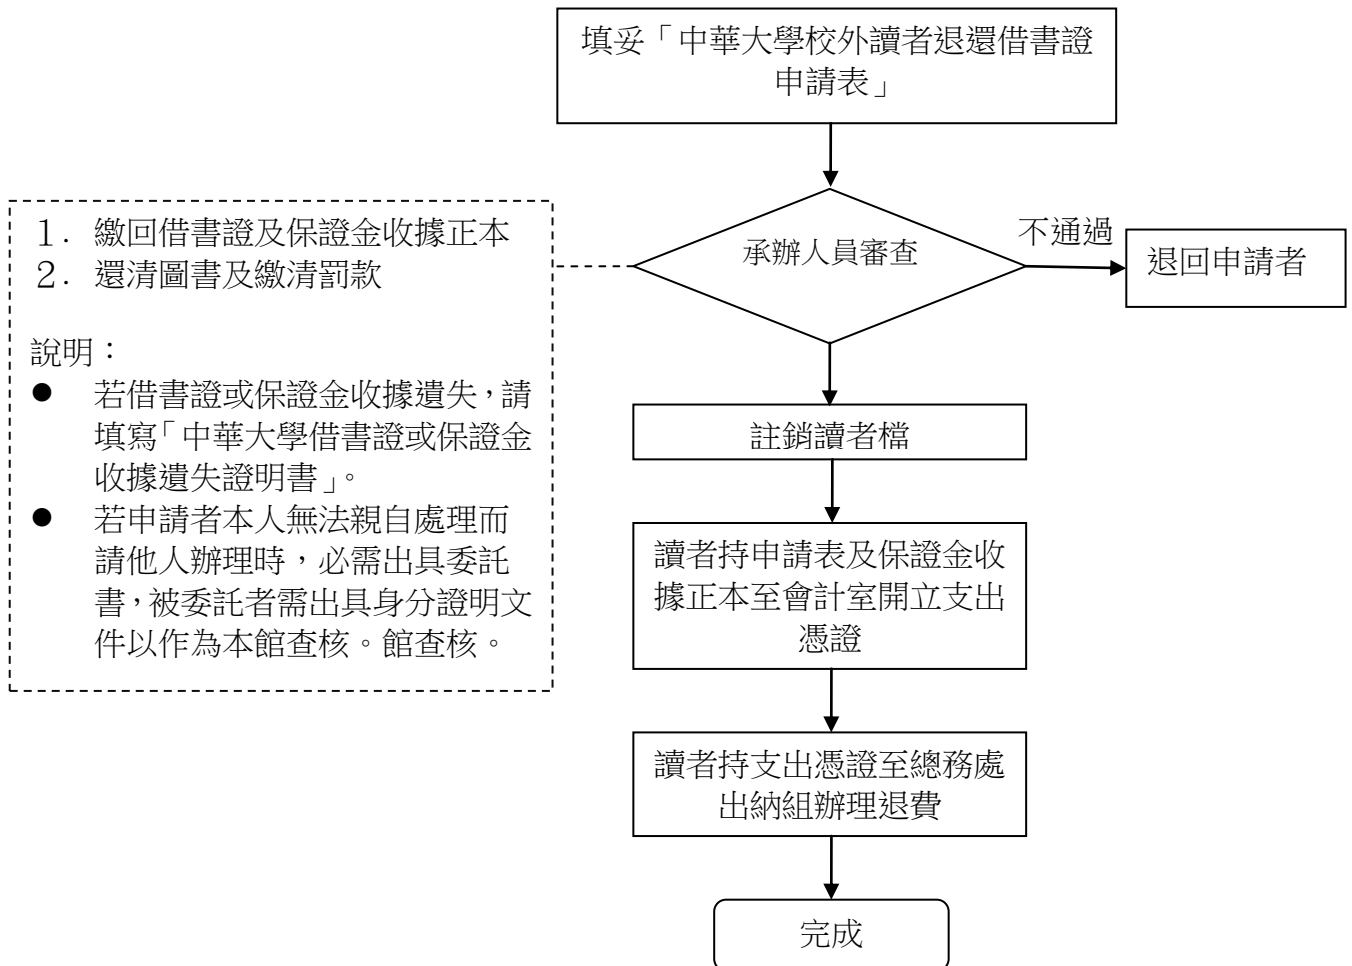 填妥「中華大學校外讀者退還借書證
申請表」
1. 繳回借書證及保證金收據正本
2. 還清圖書及繳清罰款
說明：
● 若借書證或保證金收據遺失，請
填寫「中華大學借書證或保證金
收據遺失證明書」。
● 若申請者本人無法親自處理而
請他人辦理時，必需出具委託
書，被委託者需出具身分證明文
件以作為本館查核。館查核。
承辦人員審查
不通過
退回申請者
註銷讀者檔
讀者持申請表及保證金收
據正本至會計室開立支出
憑證
讀者持支出憑證至總務處
出納組辦理退費
完成